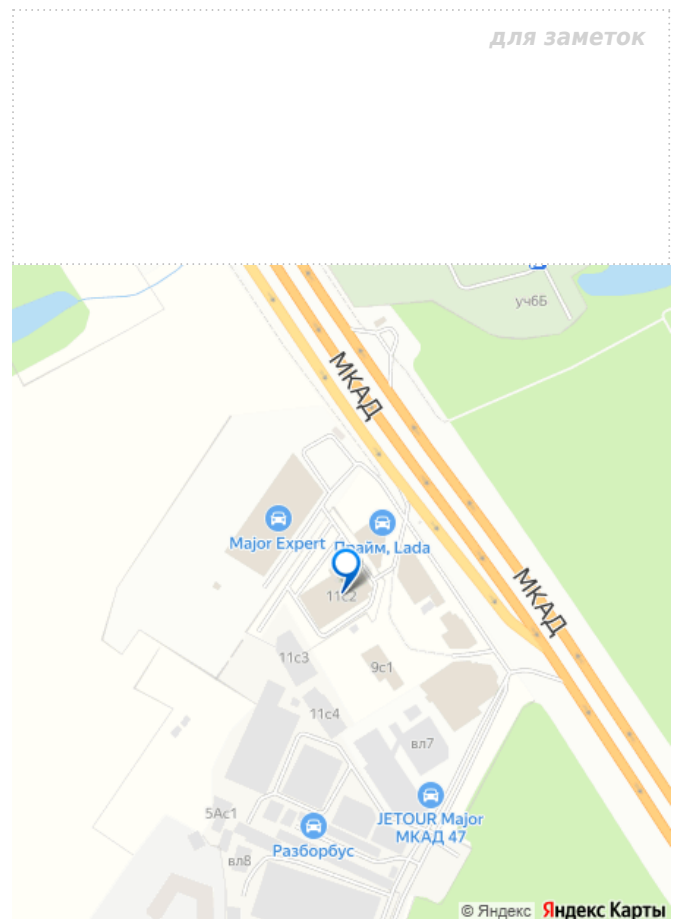 для заметок
уч6Б
МКАД
Major Expert
Прайм, Lada
11с2
МКАД
11с3
9с1
11с4
вл7
JETOUR Major
МКАД 47
5Ас1
Разборбус
вл8
© Яндекс Яндекс Карты